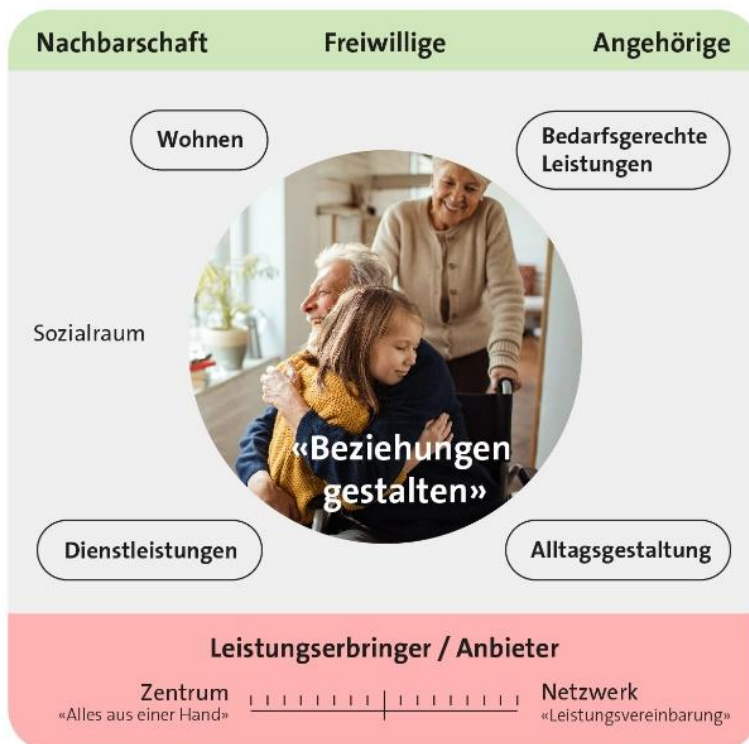 Nachbarschaft Freiwillige Angehörige
Wohnen
Bedarfsgerechte
Leistungen
Sozialraum
«Beziehungen
gestalten»
Dienstleistungen
Alltagsgestaltung
Leistungserbringer / Anbieter
Zentrum
«Alles aus einer Hand»
Netzwerk
«Leistungsvereinbarung»